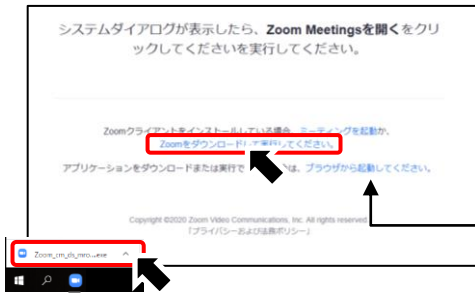 システムダイアログが表示したら、Zoom Meetingsを開くをクリ
ックしてくださいを実行してください。
Zoomクライアントをインストールしている場合、ミーティングを起動か、
Zoomをダウンロードして実行してください。
アプリケーションをダウンロードまたは実行で は、ブラウザから起動してください。
Copyright ©2020 Zoom Video Communications, Inc. All rights reserved.
「プライバシーおよび法務ポリシー」
Zoom_cm_ds_mro....exe